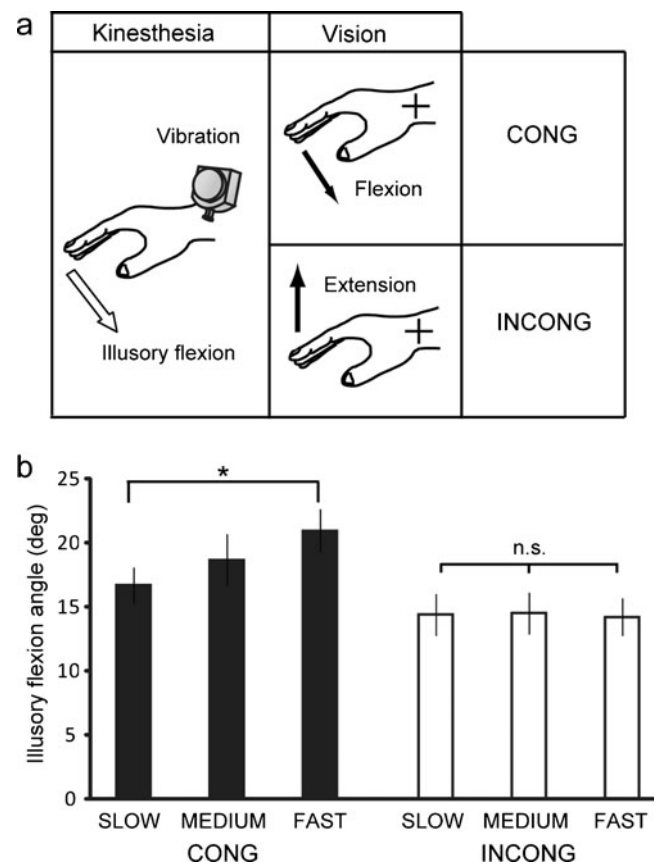 a
Kinesthesia Vision
Vibration
Illusory flexion
Flexion
CONG
Extension
INCONG
b
Illusory flexion angle (deg)
25
20
15
10
5
0
*
n.s.
SLOW MEDIUM FAST SLOW MEDIUM FAST
CONG INCONG